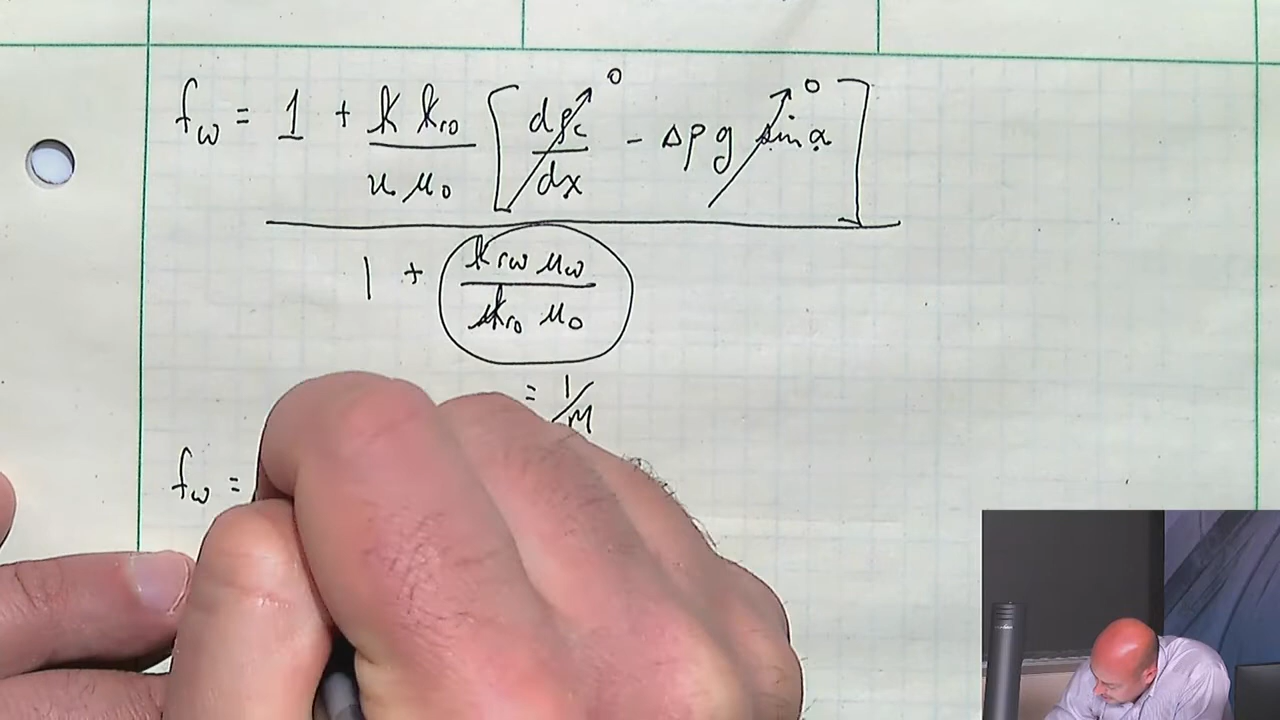 f_w = 1 + k k_ro / u μ_o [ dp_c / dx → 0 - Δρ g sin α → 0 ]
1 + k_rw μ_w / k_ro μ_o
= 1/M
f_w =